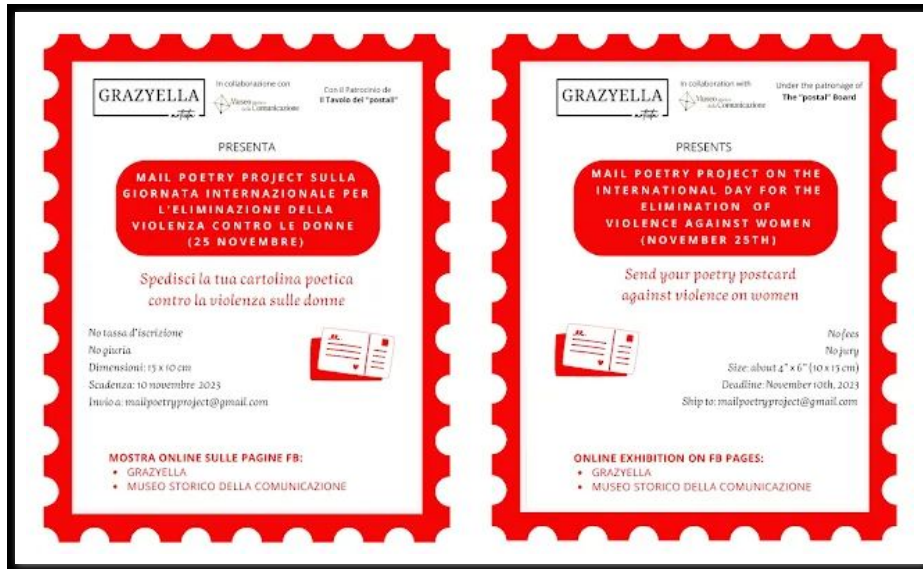 GRAZYELLA
artista
In collaborazione con
Museo storico
della Comunicazione
Con il Patrocinio de
Il Tavolo dei "postali"
PRESENTA
MAIL POETRY PROJECT SULLA
GIORNATA INTERNAZIONALE PER
L'ELIMINAZIONE DELLA
VIOLENZA CONTRO LE DONNE
(25 NOVEMBRE)
Spedisci la tua cartolina poetica
contro la violenza sulle donne
No tassa d'iscrizione
No giuria
Dimensioni: 15 x 10 cm
Scadenza: 10 novembre 2023
Invio a: mailpoetryproject@gmail.com
MOSTRA ONLINE SULLE PAGINE FB:
• GRAZYELLA
• MUSEO STORICO DELLA COMUNICAZIONE
GRAZYELLA
artista
In collaboration with
Museo storico
della Comunicazione
Under the patronage of
The "postal" Board
PRESENTS
MAIL POETRY PROJECT ON THE
INTERNATIONAL DAY FOR THE
ELIMINATION OF
VIOLENCE AGAINST WOMEN
(NOVEMBER 25TH)
Send your poetry postcard
against violence on women
No fees
No jury
Size: about 4" x 6" (10 x 15 cm)
Deadline: November 10th, 2023
Ship to: mailpoetryproject@gmail.com
ONLINE EXHIBITION ON FB PAGES:
• GRAZYELLA
• MUSEO STORICO DELLA COMUNICAZIONE